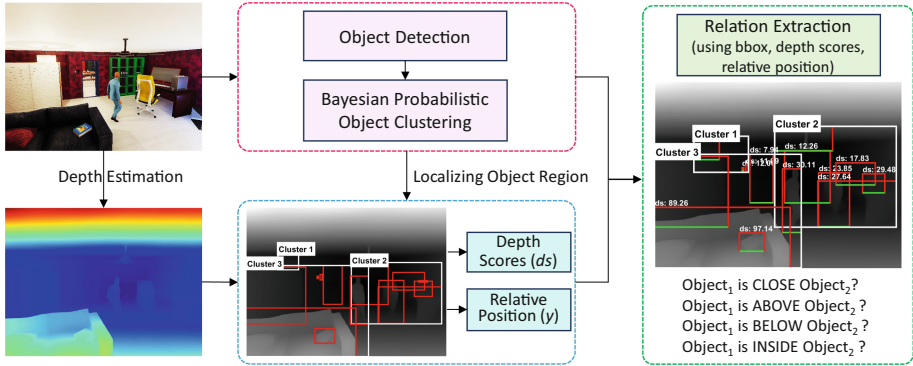 Object Detection
Bayesian Probabilistic
Object Clustering
Depth Estimation
Localizing Object Region
Cluster 1
Cluster 3
Cluster 2
Depth
Scores (ds)
Relative
Position (y)
Relation Extraction
(using bbox, depth scores,
relative position)
Cluster 2
Cluster 1
Cluster 3
ds: 7.94
ds: 12.26
ds: 17.83
ds: 30.11
23.85
ds: 29.48
ds: 27.64
ds: 89.26
ds: 97.14
Object₁ is CLOSE Object₂?
Object₁ is ABOVE Object₂ ?
Object₁ is BELOW Object₂ ?
Object₁ is INSIDE Object₂ ?